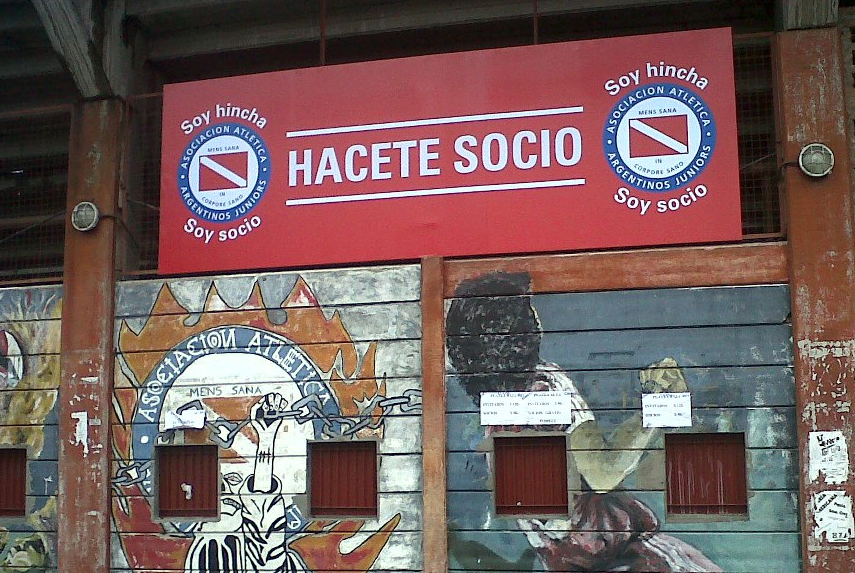 Soy hincha
ASOCIACION ATLETICA
MENS SANA
IN
CORPORE SANO
ARGENTINOS JUNIORS
Soy socio
HACETE SOCIO
Soy hincha
ASOCIACION ATLETICA
MENS SANA
IN
CORPORE SANO
ARGENTINOS JUNIORS
Soy socio
ASOCIACION ATLETICA
MENS SANA